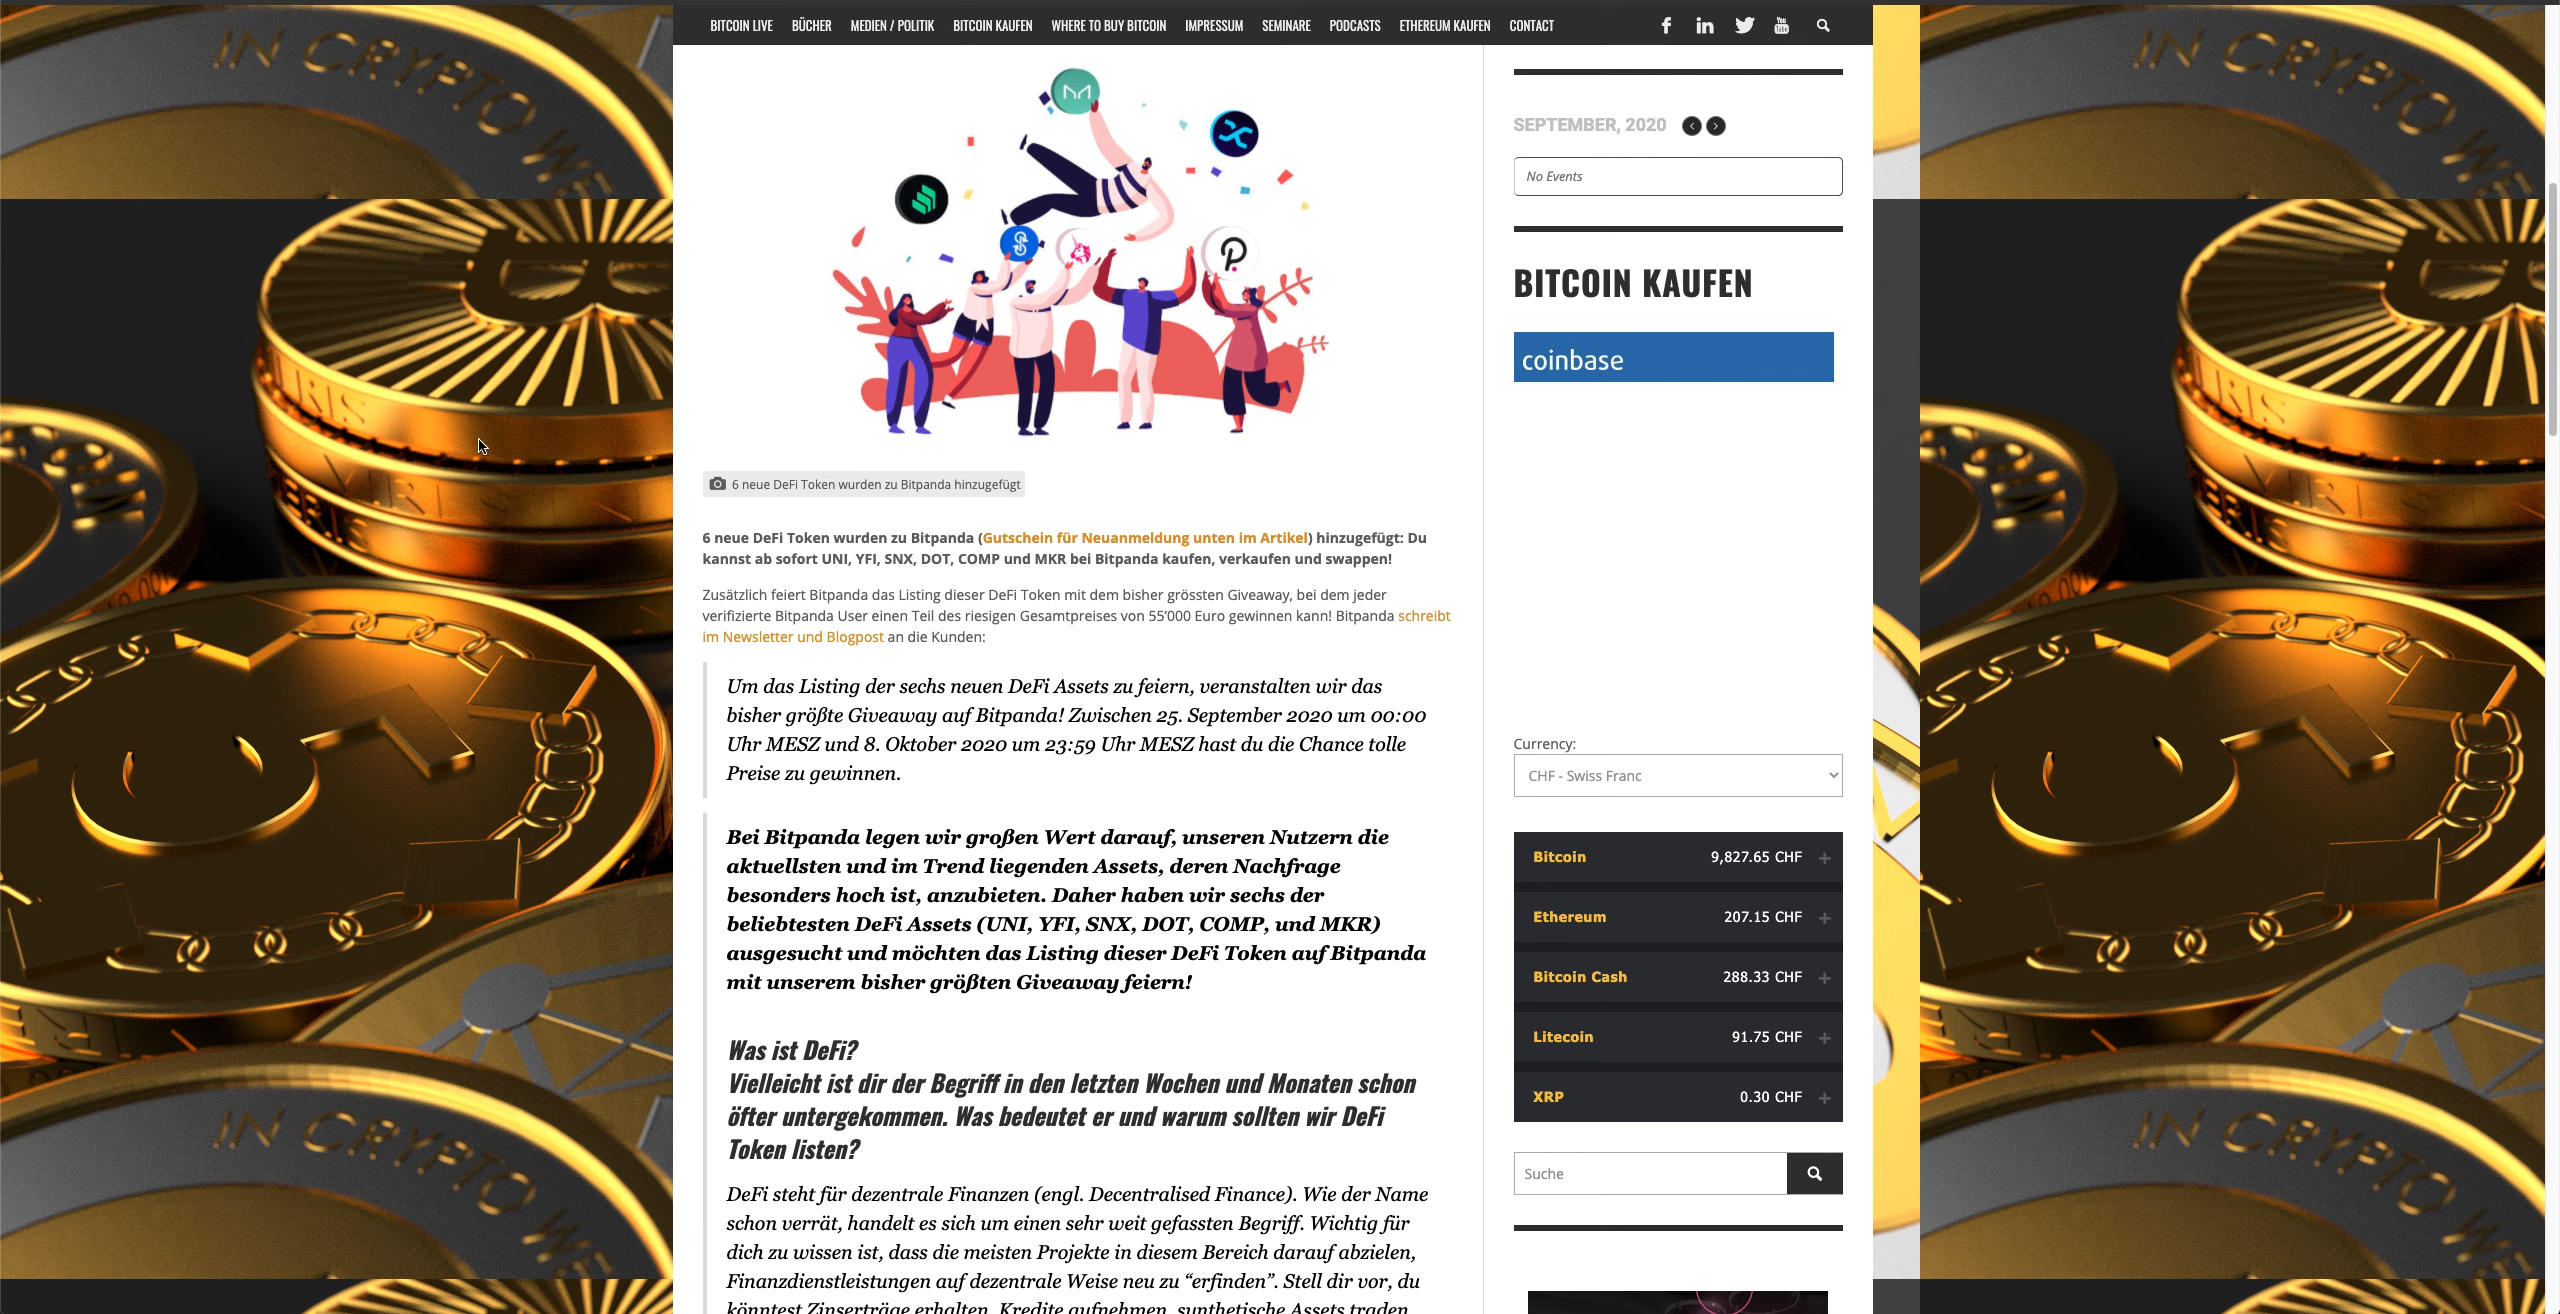 BITCOIN LIVE BÜCHER MEDIEN / POLITIK BITCOIN KAUFEN WHERE TO BUY BITCOIN IMPRESSUM SEMINARE PODCASTS ETHEREUM KAUFEN CONTACT
6 neue DeFi Token wurden zu Bitpanda hinzugefügt
6 neue DeFi Token wurden zu Bitpanda (Gutschein für Neuanmeldung unten im Artikel) hinzugefügt: Du
kannst ab sofort UNI, YFI, SNX, DOT, COMP und MKR bei Bitpanda kaufen, verkaufen und swappen!
Zusätzlich feiert Bitpanda das Listing dieser DeFi Token mit dem bisher grössten Giveaway, bei dem jeder
verifizierte Bitpanda User einen Teil des riesigen Gesamtpreises von 55’000 Euro gewinnen kann! Bitpanda schreibt
im Newsletter und Blogpost an die Kunden:
Um das Listing der sechs neuen DeFi Assets zu feiern, veranstalten wir das
bisher größte Giveaway auf Bitpanda! Zwischen 25. September 2020 um 00:00
Uhr MESZ und 8. Oktober 2020 um 23:59 Uhr MESZ hast du die Chance tolle
Preise zu gewinnen.
Bei Bitpanda legen wir großen Wert darauf, unseren Nutzern die
aktuellsten und im Trend liegenden Assets, deren Nachfrage
besonders hoch ist, anzubieten. Daher haben wir sechs der
beliebtesten DeFi Assets (UNI, YFI, SNX, DOT, COMP, und MKR)
ausgesucht und möchten das Listing dieser DeFi Token auf Bitpanda
mit unserem bisher größten Giveaway feiern!
Was ist DeFi?
Vielleicht ist dir der Begriff in den letzten Wochen und Monaten schon
öfter untergekommen. Was bedeutet er und warum sollten wir DeFi
Token listen?
DeFi steht für dezentrale Finanzen (engl. Decentralised Finance). Wie der Name
schon verrät, handelt es sich um einen sehr weit gefassten Begriff. Wichtig für
dich zu wissen ist, dass die meisten Projekte in diesem Bereich darauf abzielen,
Finanzdienstleistungen auf dezentrale Weise neu zu “erfinden”. Stell dir vor, du
könntest Zinserträge erhalten, Kredite aufnehmen, synthetische Assets traden
SEPTEMBER, 2020
No Events
BITCOIN KAUFEN
coinbase
Currency:
CHF - Swiss Franc
Bitcoin 9,827.65 CHF +
Ethereum 207.15 CHF +
Bitcoin Cash 288.33 CHF +
Litecoin 91.75 CHF +
XRP 0.30 CHF +
Suche
IN CRYPTO WE
IN CRYPTO WE
IN CRYPTO WE
IN CRYPTO WE